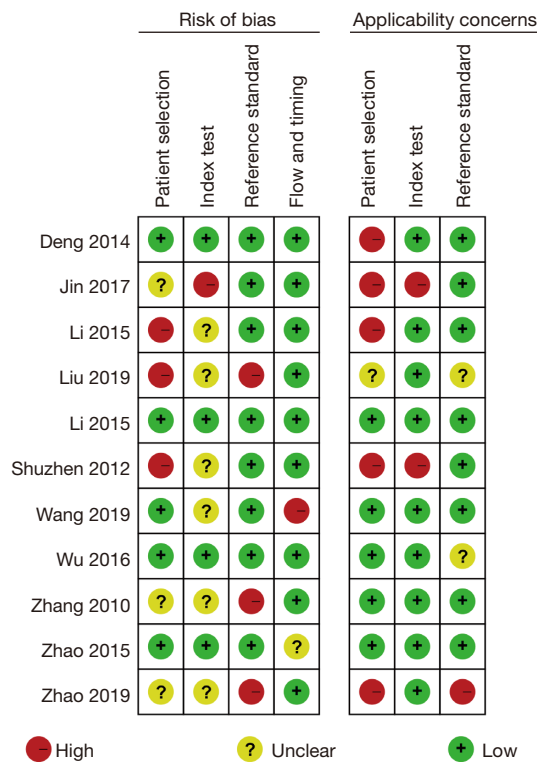 Risk of bias
Applicability concerns
Patient selection
Index test
Reference standard
Flow and timing
Patient selection
Index test
Reference standard
Deng 2014 + + + + – + +
Jin 2017 ? – + + – – +
Li 2015 – ? + + – + +
Liu 2019 – ? – + ? + ?
Li 2015 + + + + + + +
Shuzhen 2012 – ? + + – – +
Wang 2019 + ? + – + + +
Wu 2016 + + + + + + ?
Zhang 2010 ? ? – + + + +
Zhao 2015 + + + ? + + +
Zhao 2019 ? ? – + – + –
– High
? Unclear
+ Low